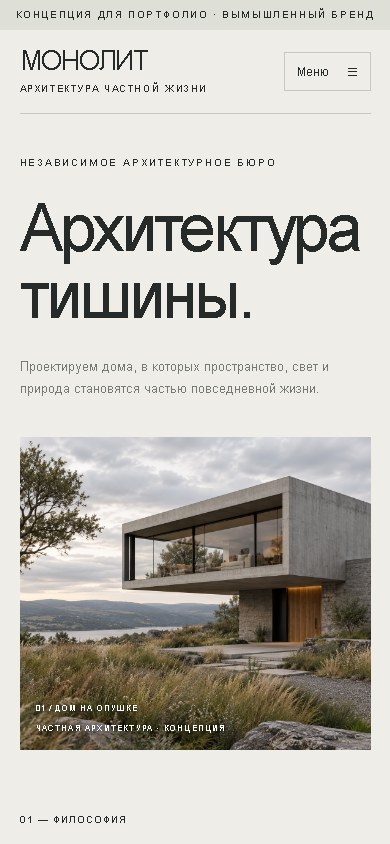 КОНЦЕПЦИЯ ДЛЯ ПОРТФОЛИО · ВЫМЫШЛЕННЫЙ БРЕНД
МОНОЛИТ
АРХИТЕКТУРА ЧАСТНОЙ ЖИЗНИ
Меню ☰
НЕЗАВИСИМОЕ АРХИТЕКТУРНОЕ БЮРО
Архитектура
тишины.
Проектируем дома, в которых пространство, свет и
природа становятся частью повседневной жизни.
01 / ДОМ НА ОПУШКЕ
ЧАСТНАЯ АРХИТЕКТУРА · КОНЦЕПЦИЯ
01 — ФИЛОСОФИЯ